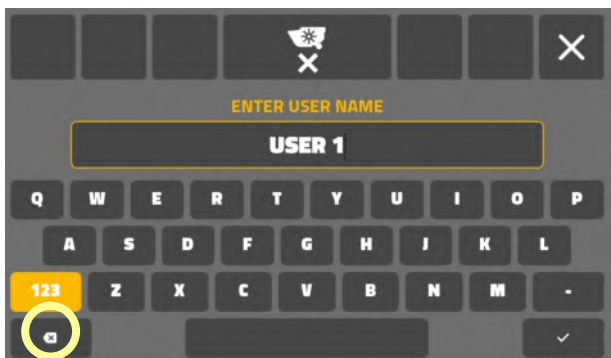 ENTER USER NAME
USER 1
Q W E R T Y U I O P
A S D F G H J K L
123 Z X C V B N M -